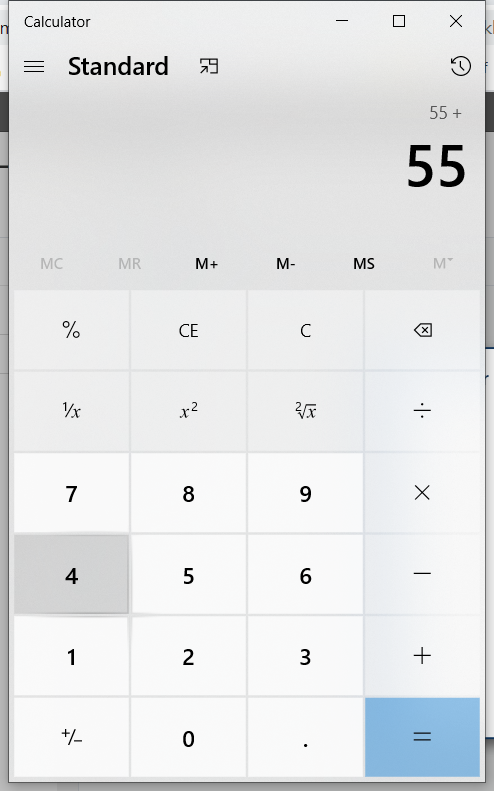 Calculator
Standard
55 +
55
MC MR M+ M- MS M˅
% CE C
¹/x x² ²√x ÷
7 8 9 ×
4 5 6 −
1 2 3 +
+/− 0 . =